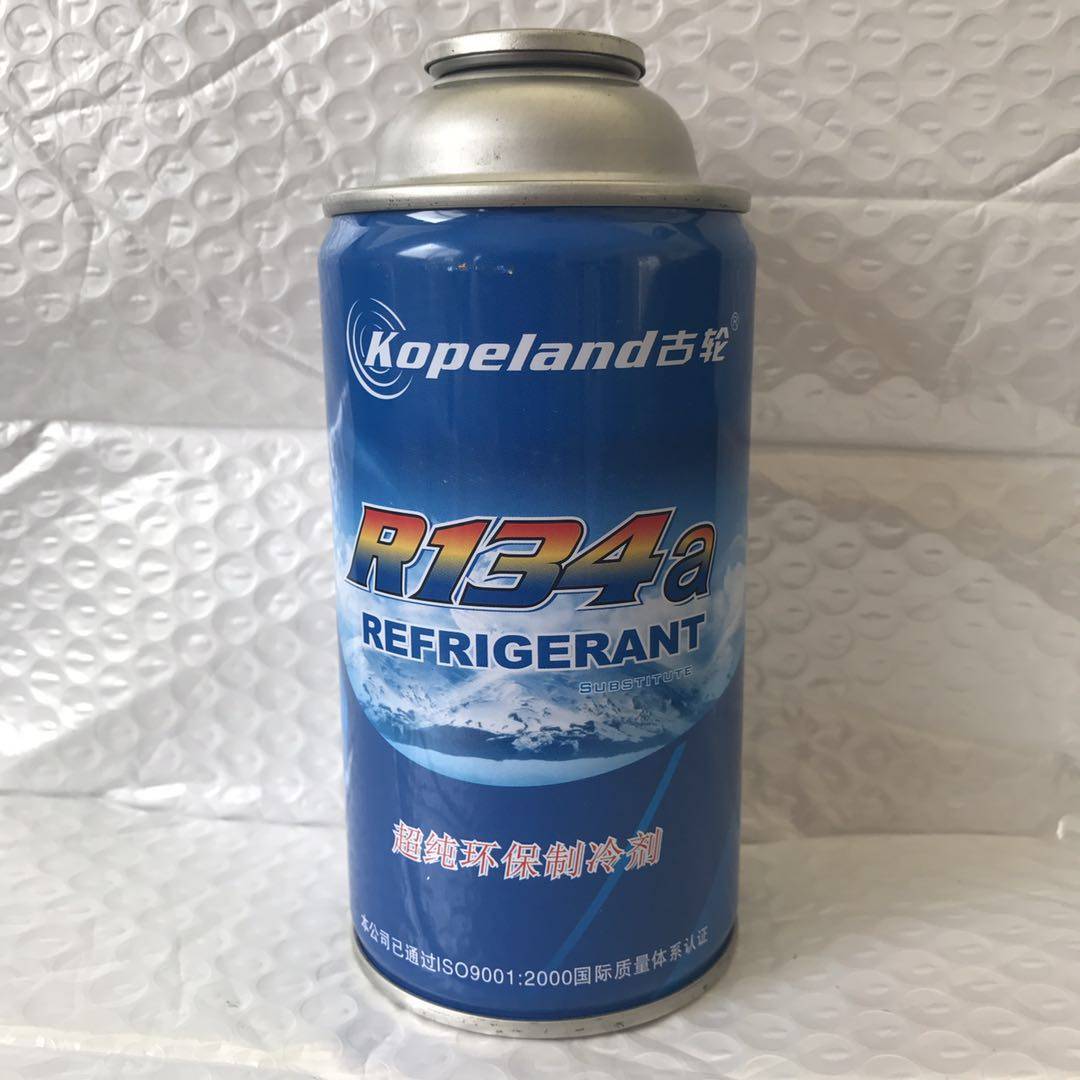 Kopeland古轮®
R134a
REFRIGERANT
SUBSTITUTE
超纯环保制冷剂
本公司已通过ISO9001:2000国际质量体系认证